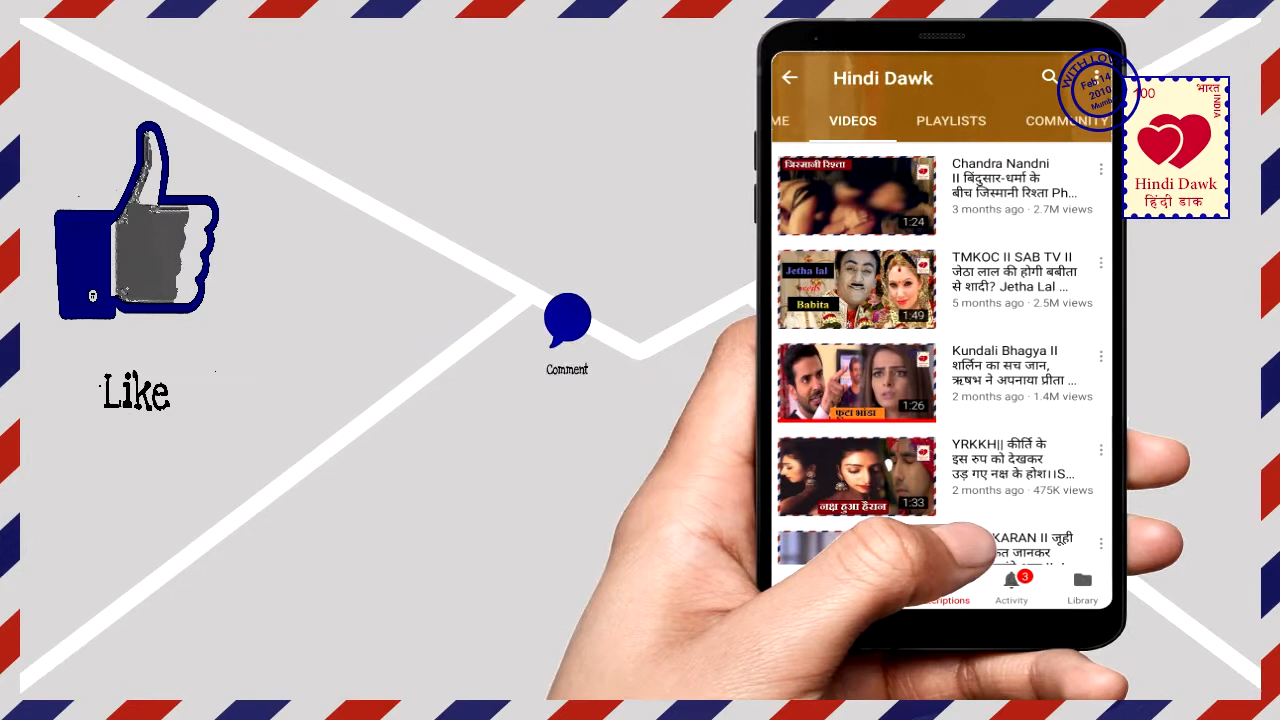 Like
Comment
Hindi Dawk
ME VIDEOS PLAYLISTS COMMUNITY
जिस्मानी रिश्ता
1:24
Chandra Nandni
II बिंदुसार-धर्मा के
बीच जिस्मानी रिश्ता Ph...
3 months ago · 2.7M views
Jetha lal
Babita
1:49
TMKOC II SAB TV II
जेठा लाल की होगी बबीता
से शादी? Jetha Lal ...
5 months ago · 2.5M views
फूटा भांडा
1:26
Kundali Bhagya II
शर्लिन का सच जान,
ऋषभ ने अपनाया प्रीता ...
2 months ago · 1.4M views
नक्ष हुआ हैरान
1:33
YRKKH|| कीर्ति के
इस रुप को देखकर
उड़ गए नक्ष के होश।।S...
2 months ago · 475K views
KARAN II जूही
जानकर
3
criptions Activity Library
WITH LOVE
Feb 14
2010
Mumb
100
भारत
INDIA
Hindi Dawk
हिंदी डाक